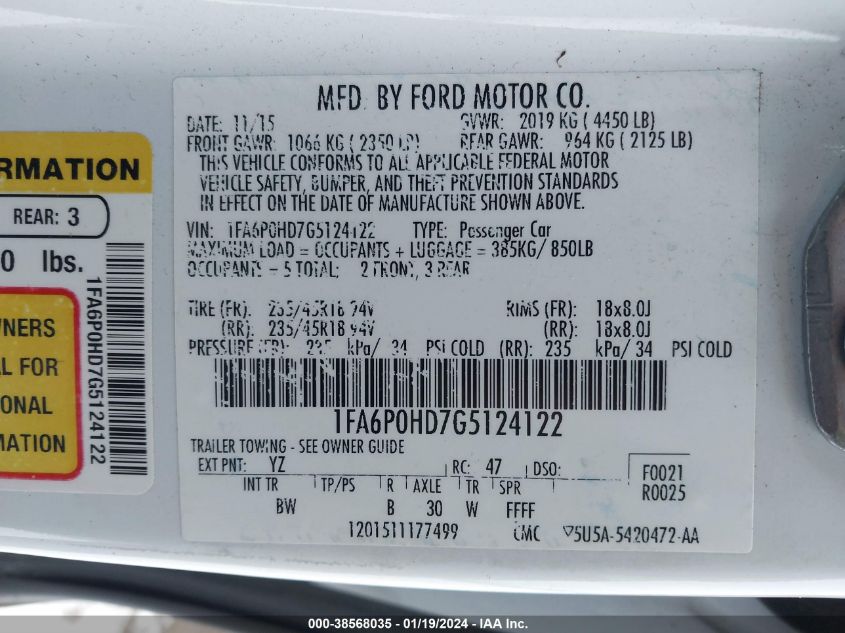 MFD. BY FORD MOTOR CO.
DATE: 11/15 GVWR: 2019 KG ( 4450 LB)
FRONT GAWR: 1066 KG ( 2350 LB) REAR GAWR: 964 KG ( 2125 LB)
THIS VEHICLE CONFORMS TO ALL APPLICABLE FEDERAL MOTOR
VEHICLE SAFETY, BUMPER, AND THEFT PREVENTION STANDARDS
IN EFFECT ON THE DATE OF MANUFACTURE SHOWN ABOVE.
VIN: 1FA6P0HD7G5124122 TYPE: Passenger Car
MAXIMUM LOAD = OCCUPANTS + LUGGAGE = 385KG/ 850LB
OCCUPANTS = 5 TOTAL: 2 FRONT, 3 REAR
TIRE (FR): 235/45R18 94V RIMS (FR): 18x8.0J
(RR): 235/45R18 94V (RR): 18x8.0J
PRESSURE (FR): 235 kPa/ 34 PSI COLD (RR): 235 kPa/ 34 PSI COLD
1FA6P0HD7G5124122
TRAILER TOWING - SEE OWNER GUIDE
EXT PNT: YZ RC: 47 DSO:
INT TR TP/PS R AXLE TR SPR
BW B 30 W FFFF
F0021
R0025
1201511177499 CMC ▽5U5A-5420472-AA
RMATION
REAR: 3
0 lbs.
WNERS
L FOR
ONAL
MATION
1FA6P0HD7G5124122
000-38568035 - 01/19/2024 - IAA Inc.